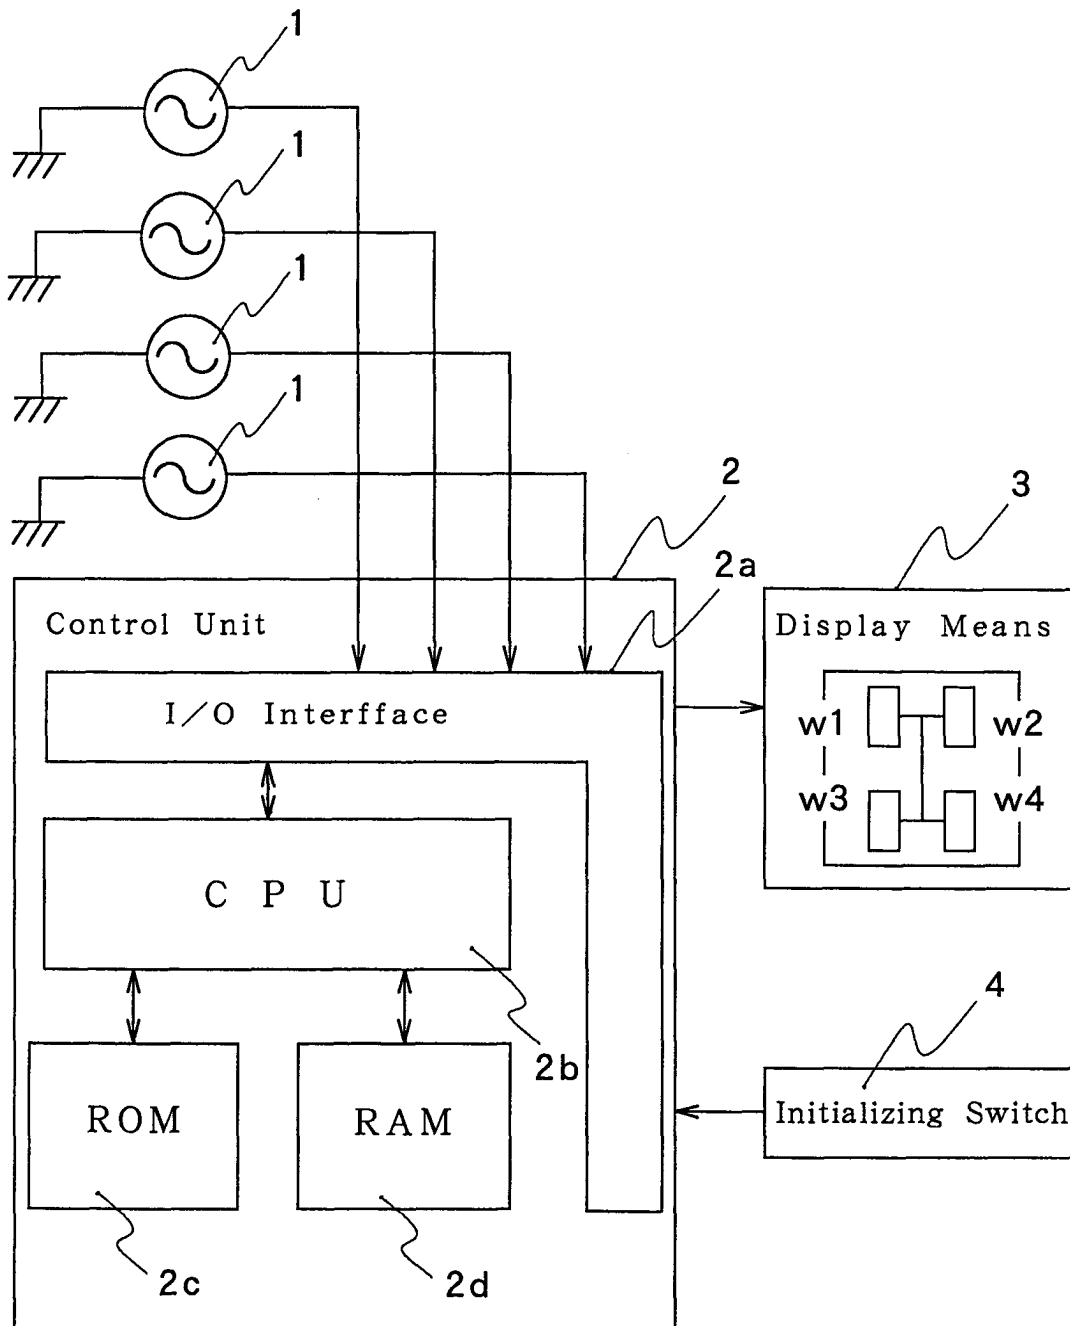 1
1
1
1
2
3
2a
Control Unit
Display Means
I/O Interfface
w1
w2
w3
w4
C P U
4
2b
Initializing Switch
ROM
RAM
2c
2d